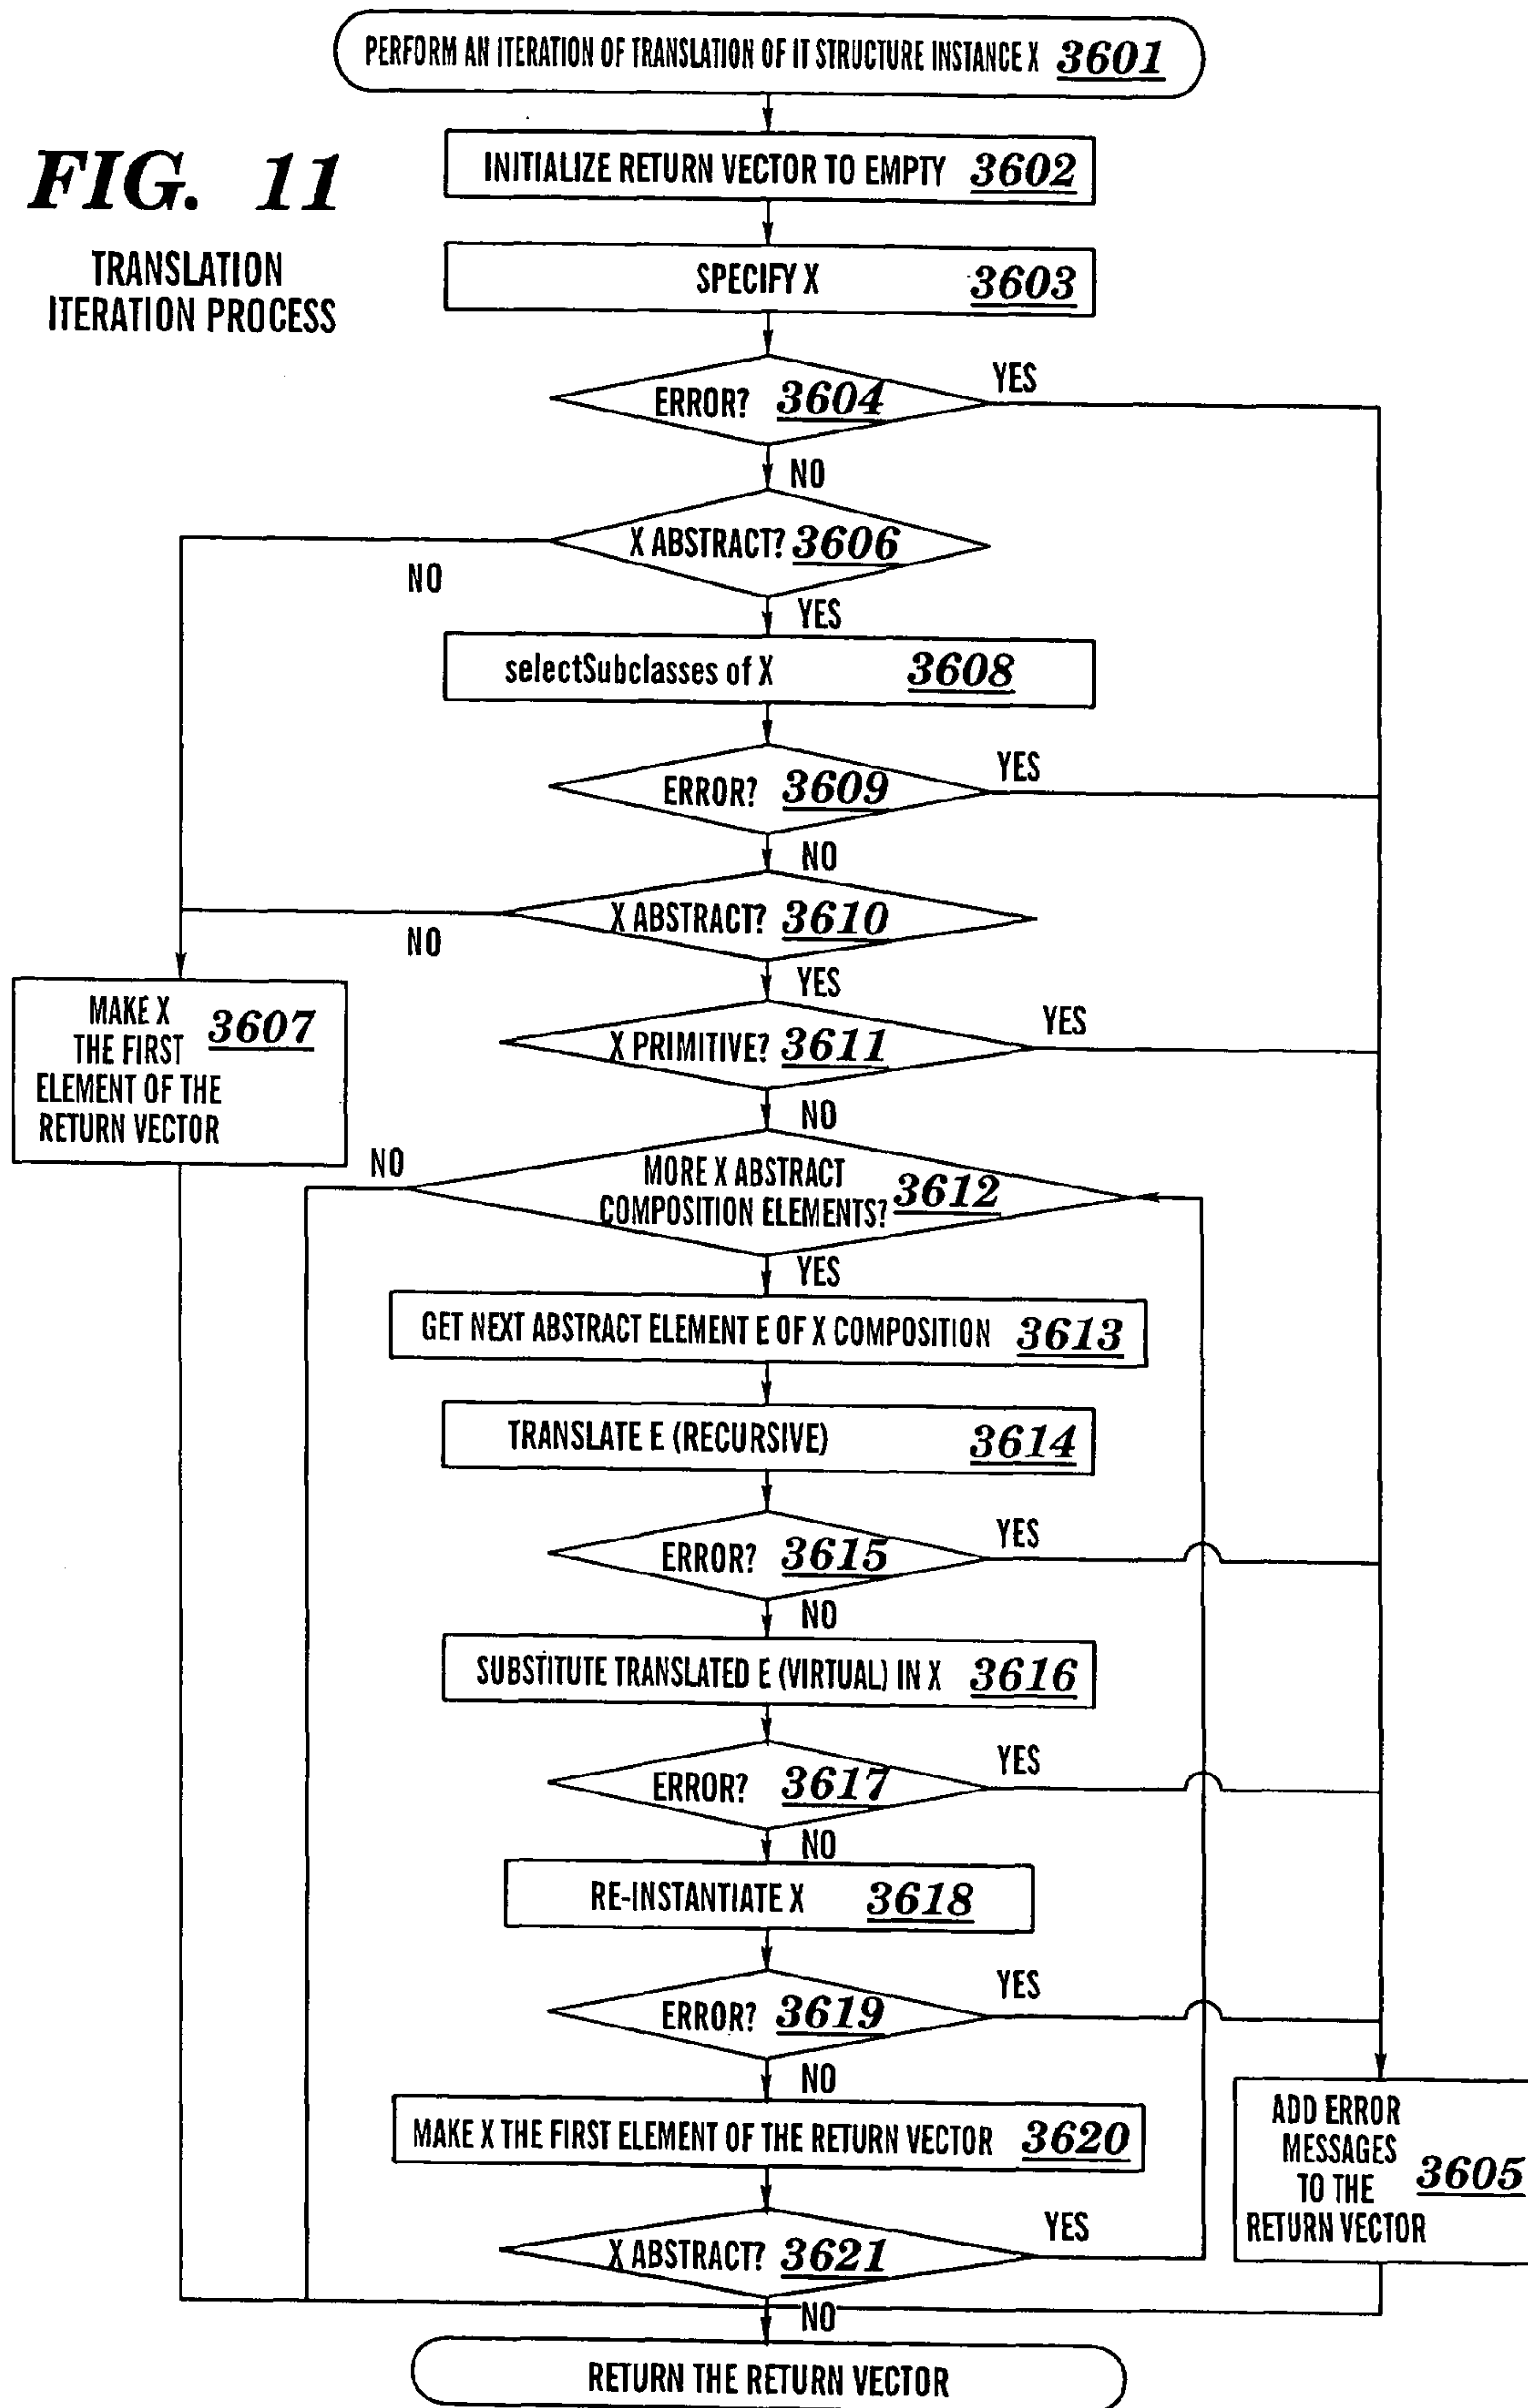 PERFORM AN ITERATION OF TRANSLATION OF IT STRUCTURE INSTANCE X 3601
FIG. 11
TRANSLATION
ITERATION PROCESS
INITIALIZE RETURN VECTOR TO EMPTY 3602
SPECIFY X 3603
ERROR? 3604
YES
NO
X ABSTRACT? 3606
NO
YES
selectSubclasses of X 3608
ERROR? 3609
YES
NO
X ABSTRACT? 3610
NO
YES
MAKE X
THE FIRST 3607
ELEMENT OF THE
RETURN VECTOR
X PRIMITIVE? 3611
YES
NO
MORE X ABSTRACT
COMPOSITION ELEMENTS? 3612
NO
YES
GET NEXT ABSTRACT ELEMENT E OF X COMPOSITION 3613
TRANSLATE E (RECURSIVE) 3614
ERROR? 3615
YES
NO
SUBSTITUTE TRANSLATED E (VIRTUAL) IN X 3616
ERROR? 3617
YES
NO
RE-INSTANTIATE X 3618
ERROR? 3619
YES
NO
MAKE X THE FIRST ELEMENT OF THE RETURN VECTOR 3620
ADD ERROR
MESSAGES
TO THE 3605
RETURN VECTOR
X ABSTRACT? 3621
YES
NO
RETURN THE RETURN VECTOR